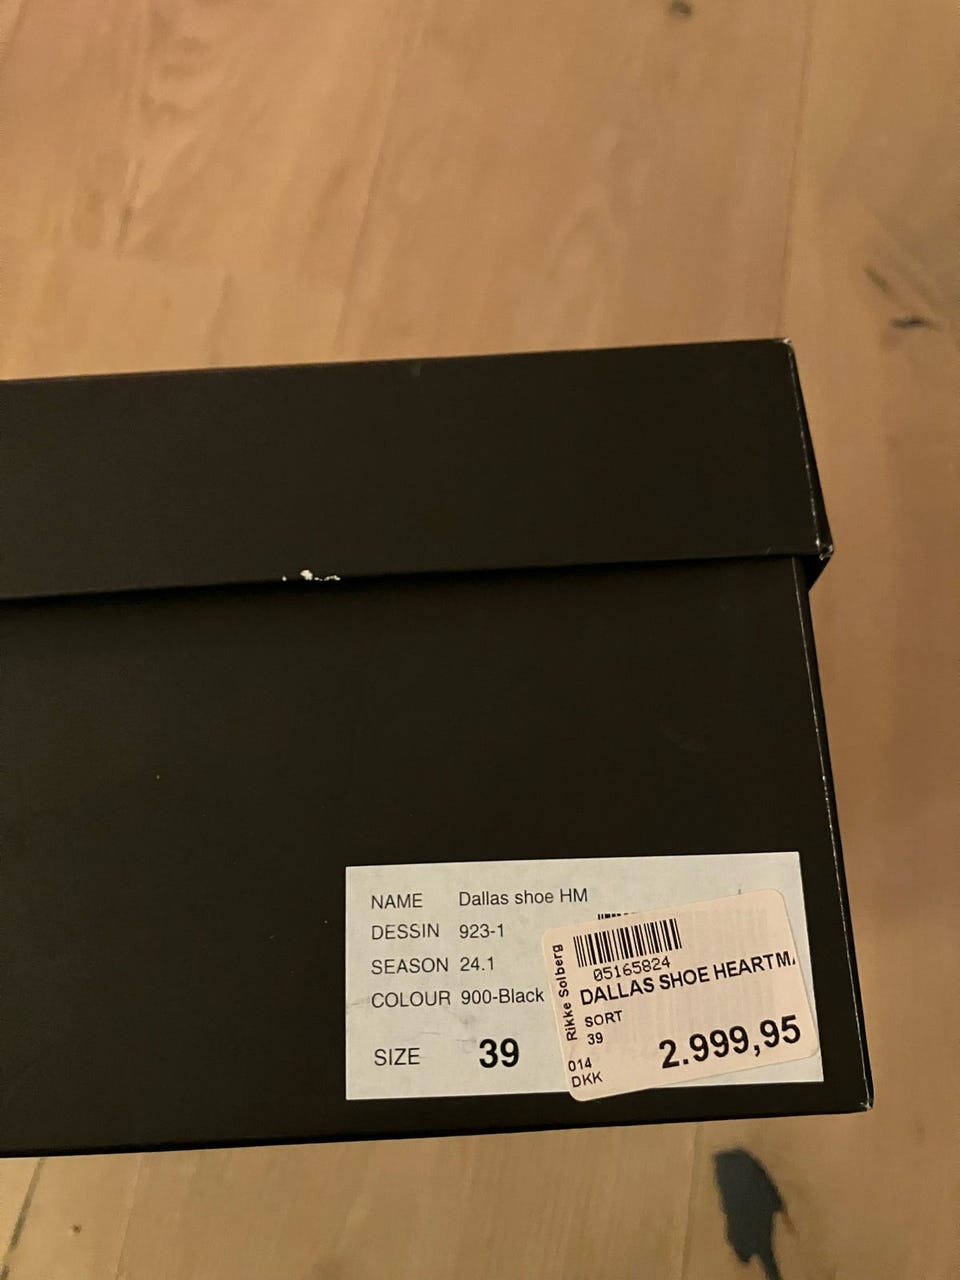 NAME Dallas shoe HM
DESSIN 923-1
SEASON 24.1
COLOUR 900-Black
SIZE 39
Rikke Solberg
05165824
DALLAS SHOE HEARTMA
SORT
39
014
DKK
2.999,95